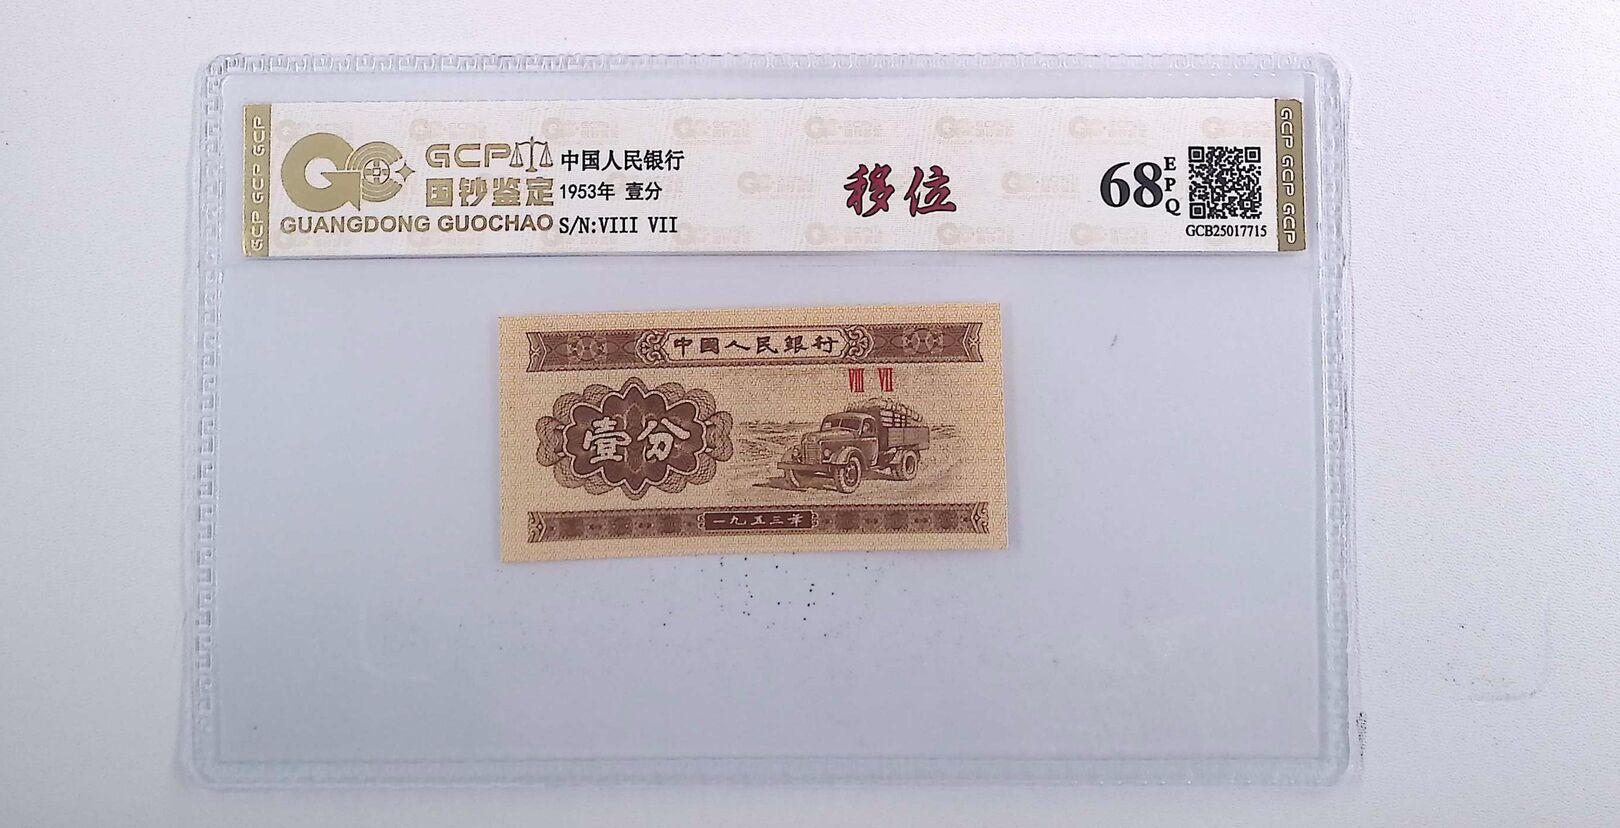 GCP GCP GCP
GCP
国钞鉴定
GUANGDONG GUOCHAO
中国人民银行
1953年 壹分
S/N:VIII VII
移位
68
EPQ
GCB25017715
GCP GCP GCP
中国人民銀行
VIII VII
壹分
一九五三年